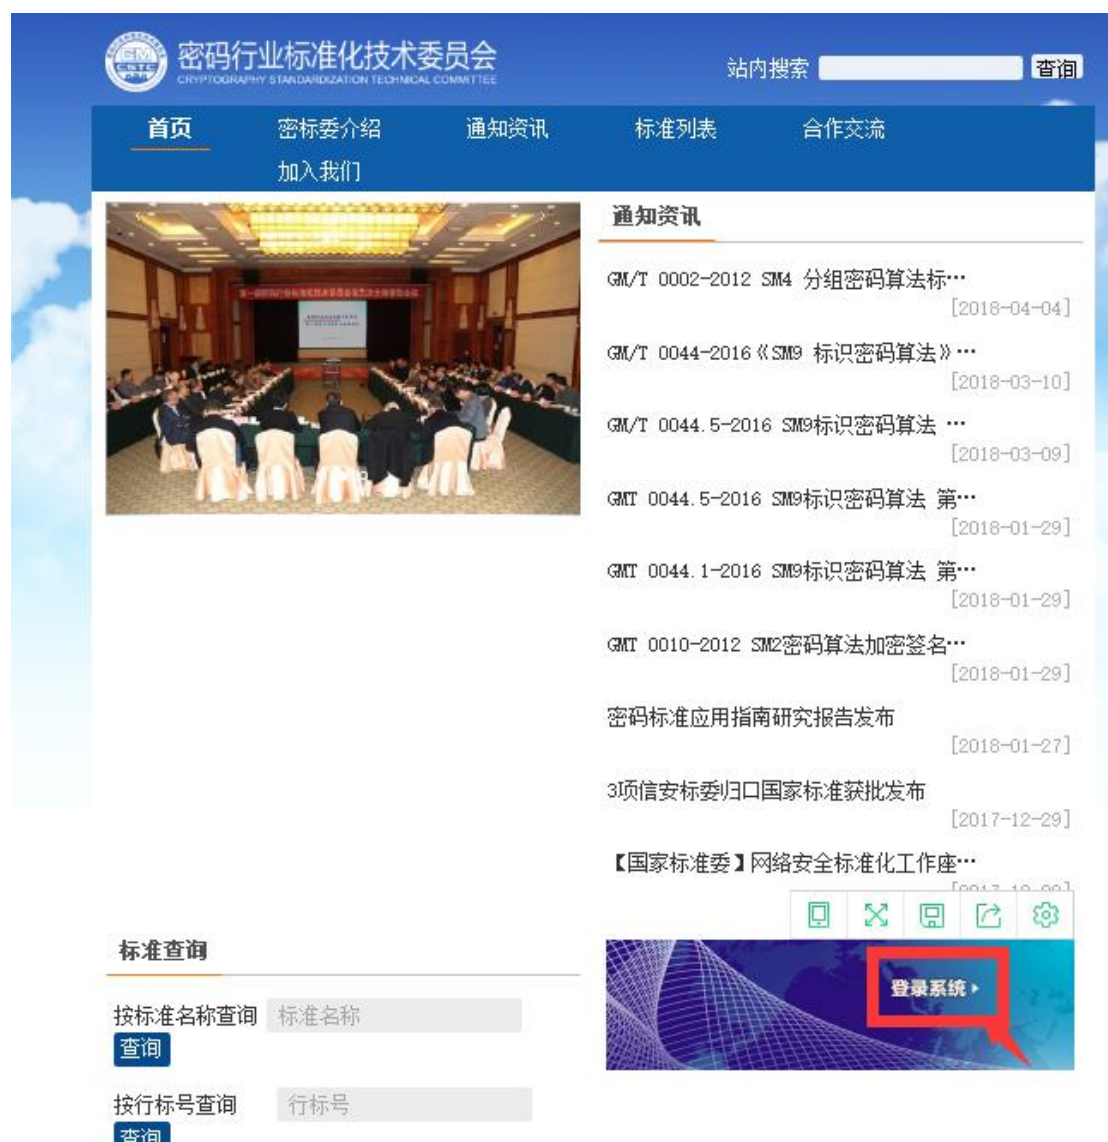 密码行业标准化技术委员会
CRYPTOGRAPHY STANDARDIZATION TECHNICAL COMMITTEE
站内搜索 查询
首页 密标委介绍 通知资讯 标准列表 合作交流
加入我们
通知资讯
GM/T 0002-2012 SM4 分组密码算法标…
[2018-04-04]
GM/T 0044-2016《SM9 标识密码算法》…
[2018-03-10]
GM/T 0044.5-2016 SM9标识密码算法 …
[2018-03-09]
GMT 0044.5-2016 SM9标识密码算法 第…
[2018-01-29]
GMT 0044.1-2016 SM9标识密码算法 第…
[2018-01-29]
GMT 0010-2012 SM2密码算法加密签名…
[2018-01-29]
密码标准应用指南研究报告发布
[2018-01-27]
3项信安标委归口国家标准获批发布
[2017-12-29]
【国家标准委】网络安全标准化工作座…
标准查询
登录系统
按标准名称查询 标准名称
查询
按行标号查询 行标号
查询